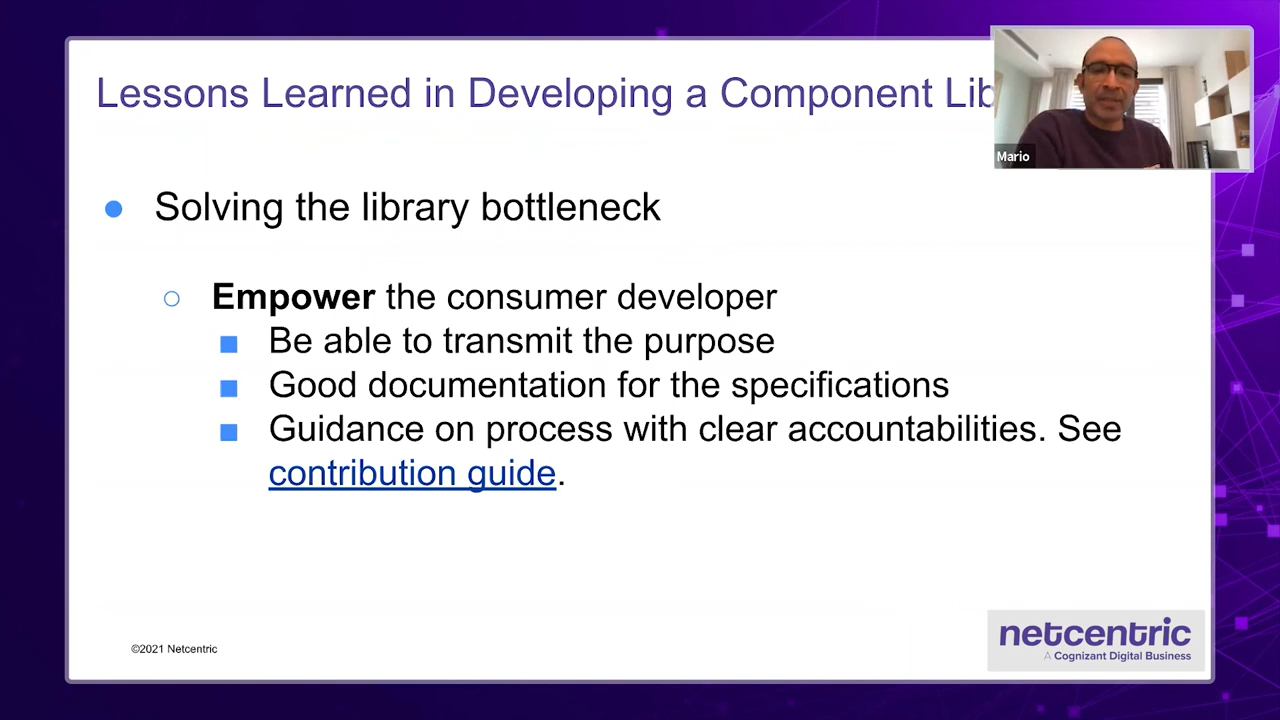 Lessons Learned in Developing a Component Lib
Mario
Solving the library bottleneck
Empower the consumer developer
Be able to transmit the purpose
Good documentation for the specifications
Guidance on process with clear accountabilities. See
contribution guide.
©2021 Netcentric
netcentric
A Cognizant Digital Business